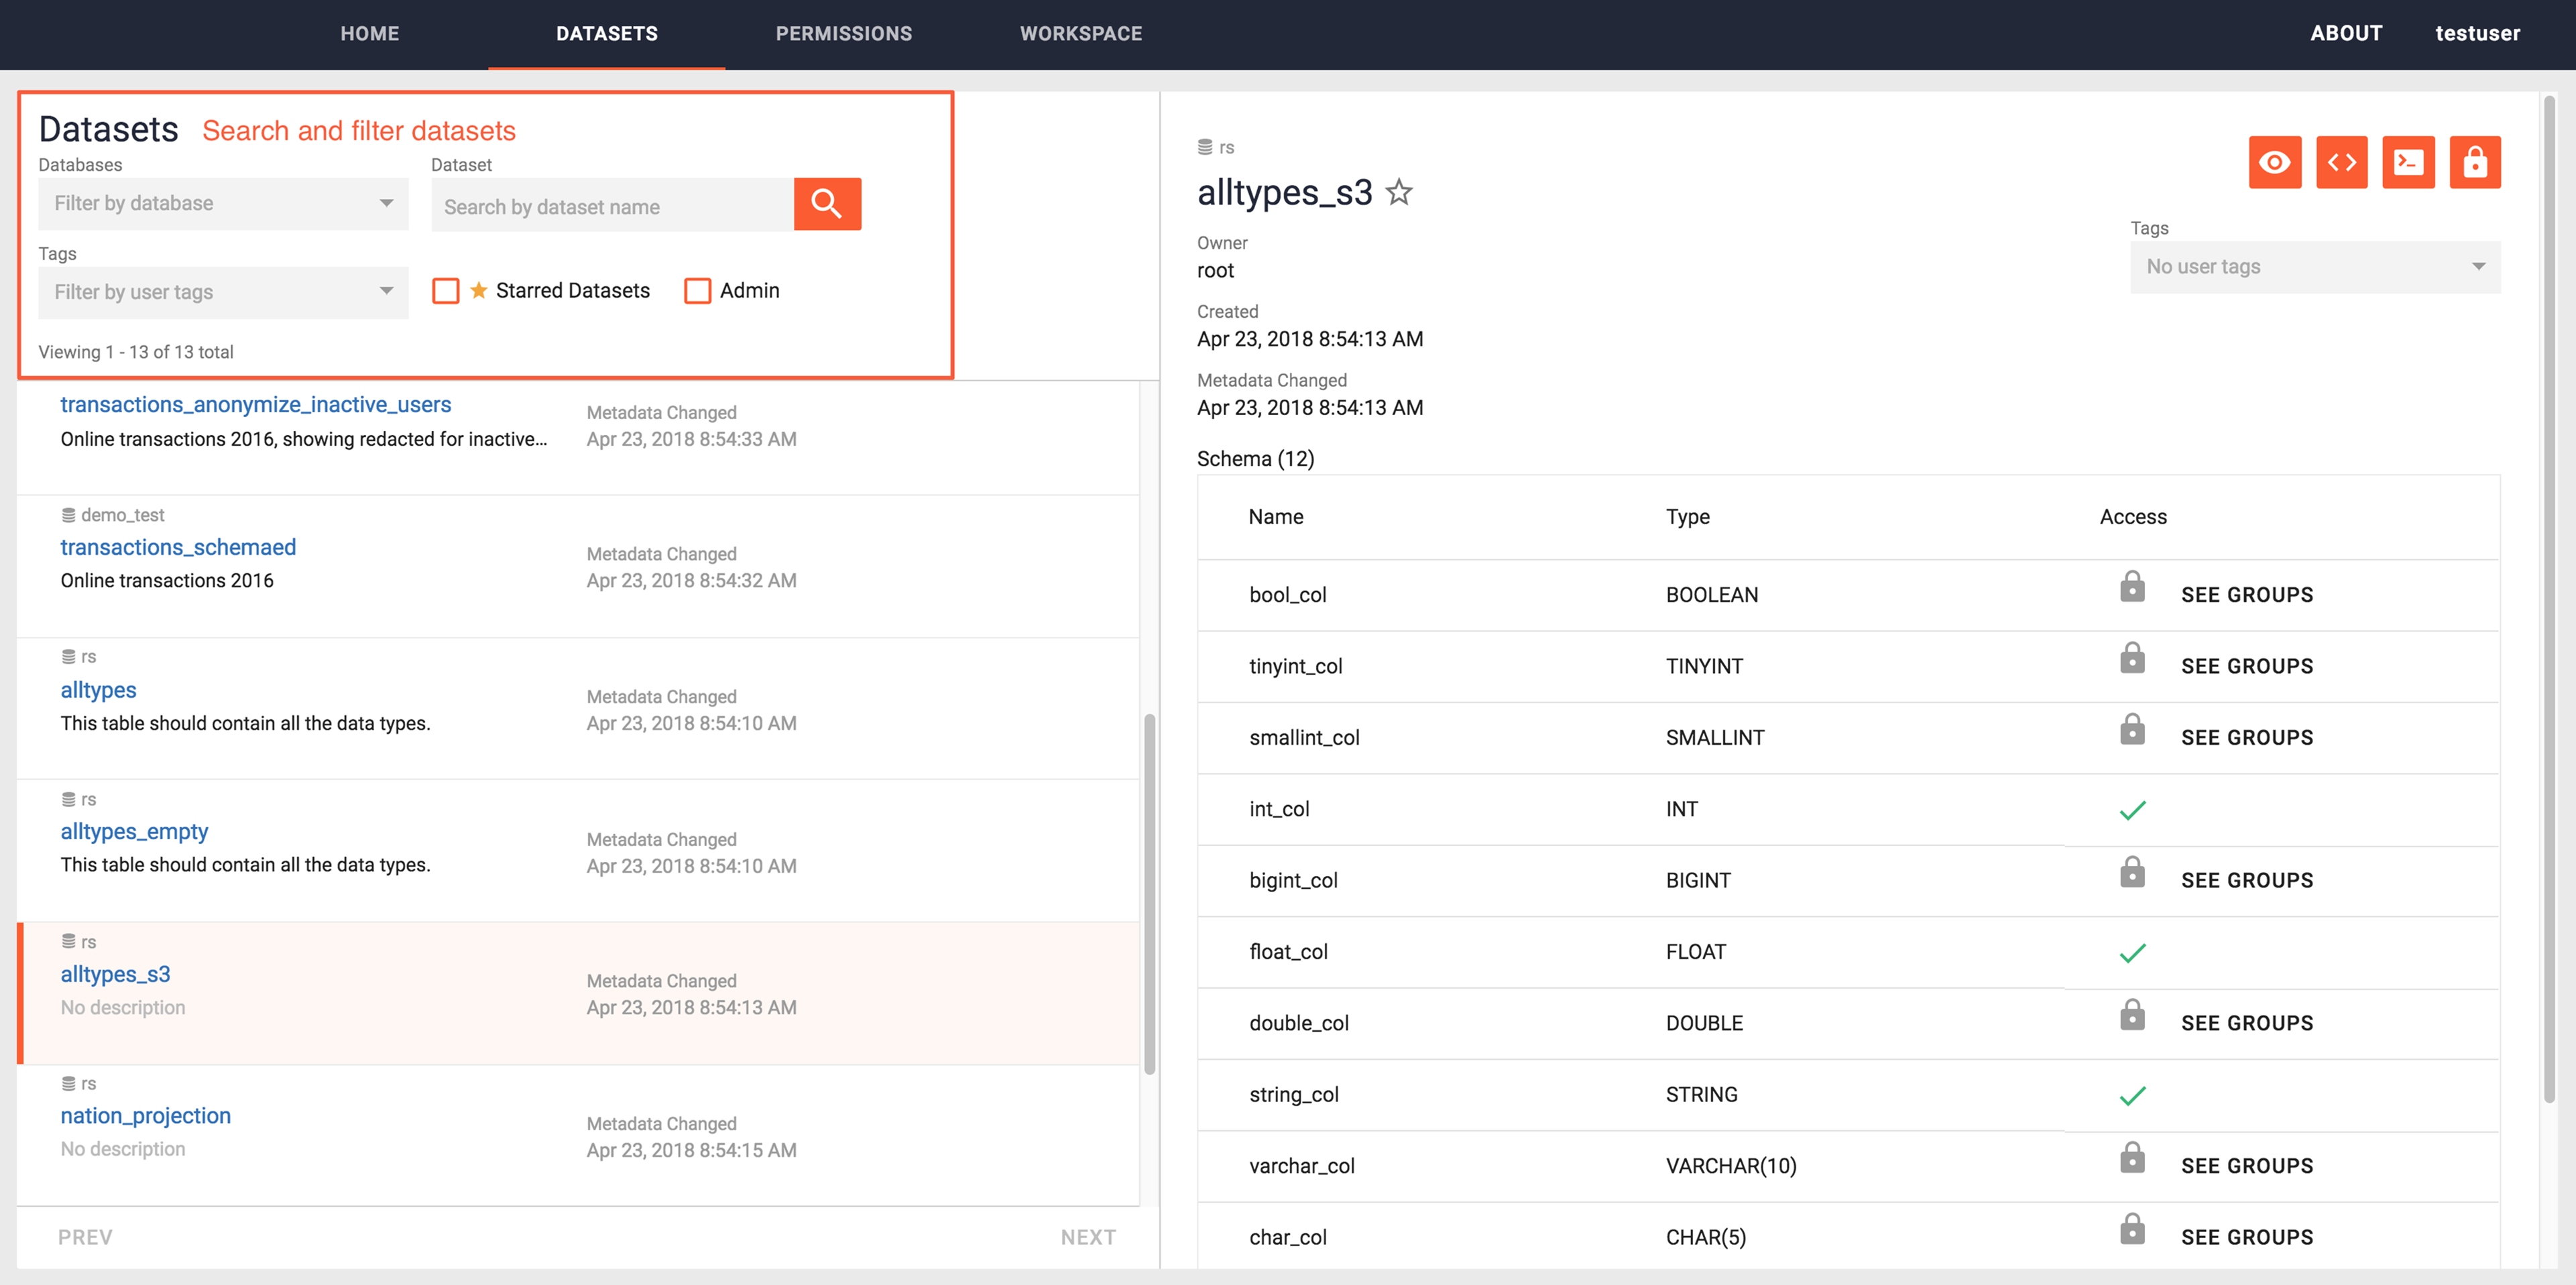 HOME DATASETS PERMISSIONS WORKSPACE ABOUT testuser
Datasets Search and filter datasets
Databases Dataset
Filter by database Search by dataset name
Tags
Filter by user tags Starred Datasets Admin
Viewing 1 - 13 of 13 total
transactions_anonymize_inactive_users Metadata Changed
Online transactions 2016, showing redacted for inactive... Apr 23, 2018 8:54:33 AM
demo_test
transactions_schemaed Metadata Changed
Online transactions 2016 Apr 23, 2018 8:54:32 AM
rs
alltypes Metadata Changed
This table should contain all the data types. Apr 23, 2018 8:54:10 AM
rs
alltypes_empty Metadata Changed
This table should contain all the data types. Apr 23, 2018 8:54:10 AM
rs
alltypes_s3 Metadata Changed
No description Apr 23, 2018 8:54:13 AM
rs
nation_projection Metadata Changed
No description Apr 23, 2018 8:54:15 AM
PREV NEXT
rs
alltypes_s3
Tags
No user tags
Owner
root
Created
Apr 23, 2018 8:54:13 AM
Metadata Changed
Apr 23, 2018 8:54:13 AM
Schema (12)
Name Type Access
bool_col BOOLEAN SEE GROUPS
tinyint_col TINYINT SEE GROUPS
smallint_col SMALLINT SEE GROUPS
int_col INT
bigint_col BIGINT SEE GROUPS
float_col FLOAT
double_col DOUBLE SEE GROUPS
string_col STRING
varchar_col VARCHAR(10) SEE GROUPS
char_col CHAR(5) SEE GROUPS